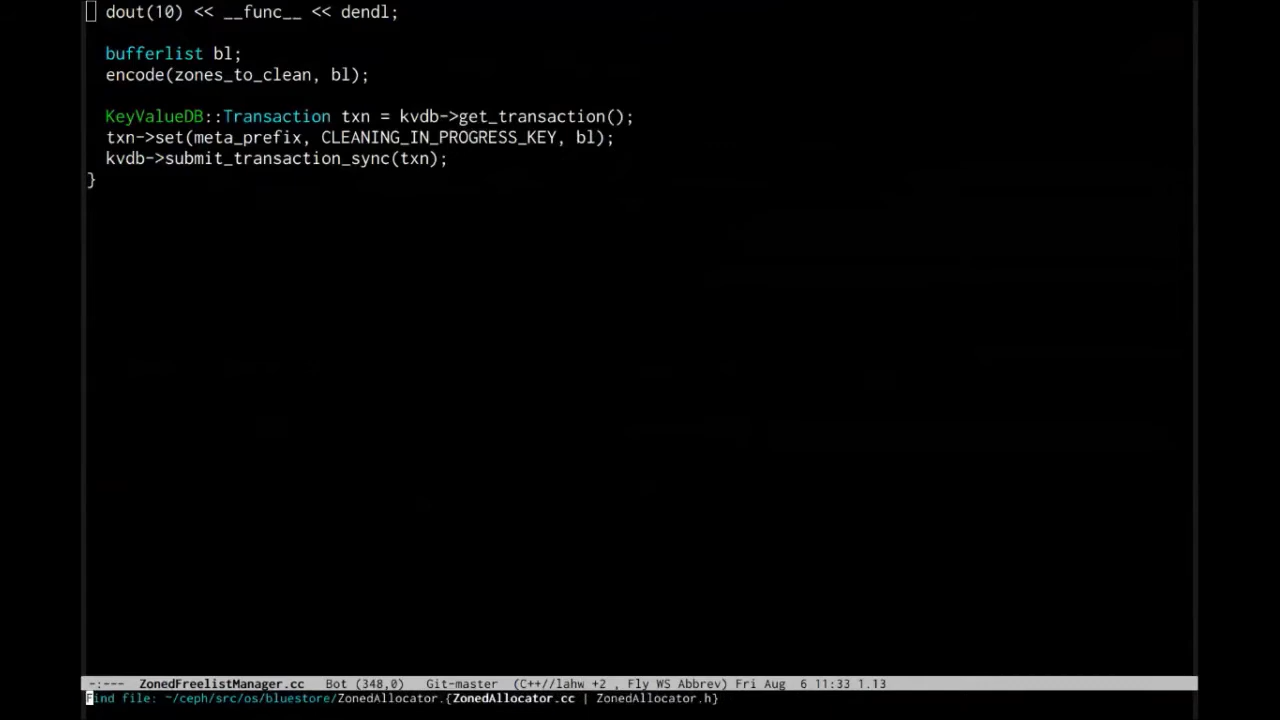 dout(10) << __func__ << dendl;
bufferlist bl;
encode(zones_to_clean, bl);
KeyValueDB::Transaction txn = kvdb->get_transaction();
txn->set(meta_prefix, CLEANING_IN_PROGRESS_KEY, bl);
kvdb->submit_transaction_sync(txn);
}
-:--- ZonedFreelistManager.cc Bot (348,0) Git-master (C++//lahw +2 , Fly WS Abbrev) Fri Aug 6 11:33 1.13
Find file: ~/ceph/src/os/bluestore/ZonedAllocator.{ZonedAllocator.cc | ZonedAllocator.h}